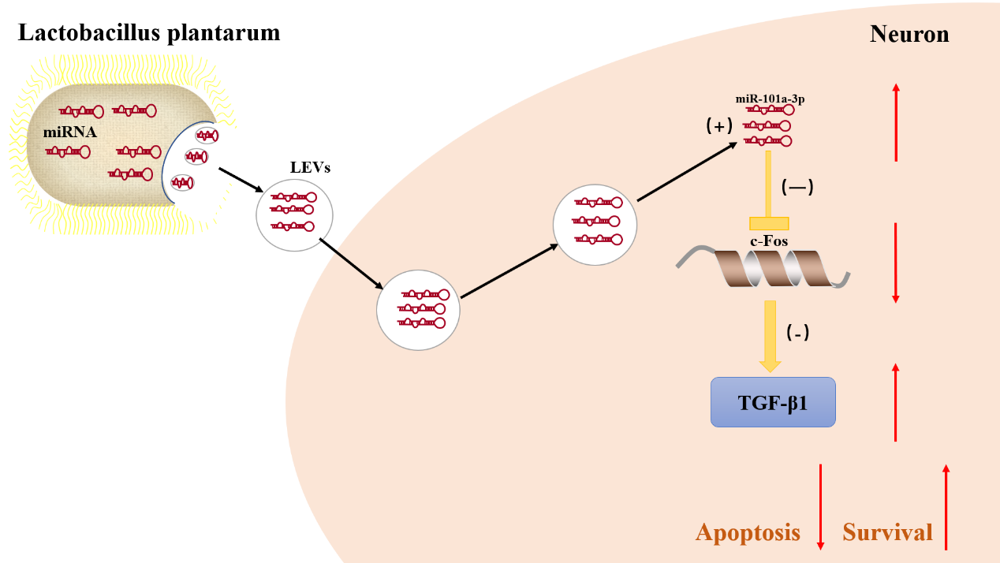 Lactobacillus plantarum
Neuron
miRNA
LEVs
miR-101a-3p
(+)
(—)
c-Fos
(-)
TGF-β1
Apoptosis
Survival